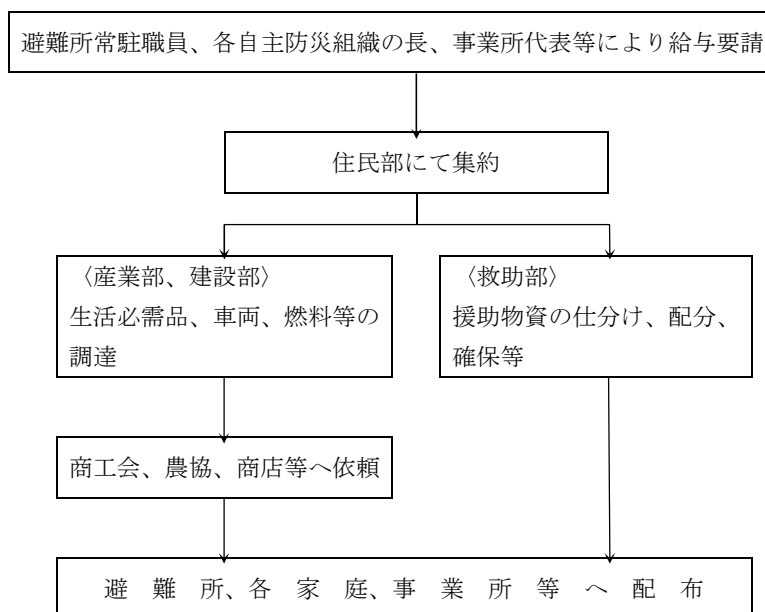 避難所常駐職員、各自主防災組織の長、事業所代表等により給与要請
住民部にて集約
〈産業部、建設部〉
生活必需品、車両、燃料等の
調達
〈救助部〉
援助物資の仕分け、配分、
確保等
商工会、農協、商店等へ依頼
避難所、各家庭、事業所等へ配布